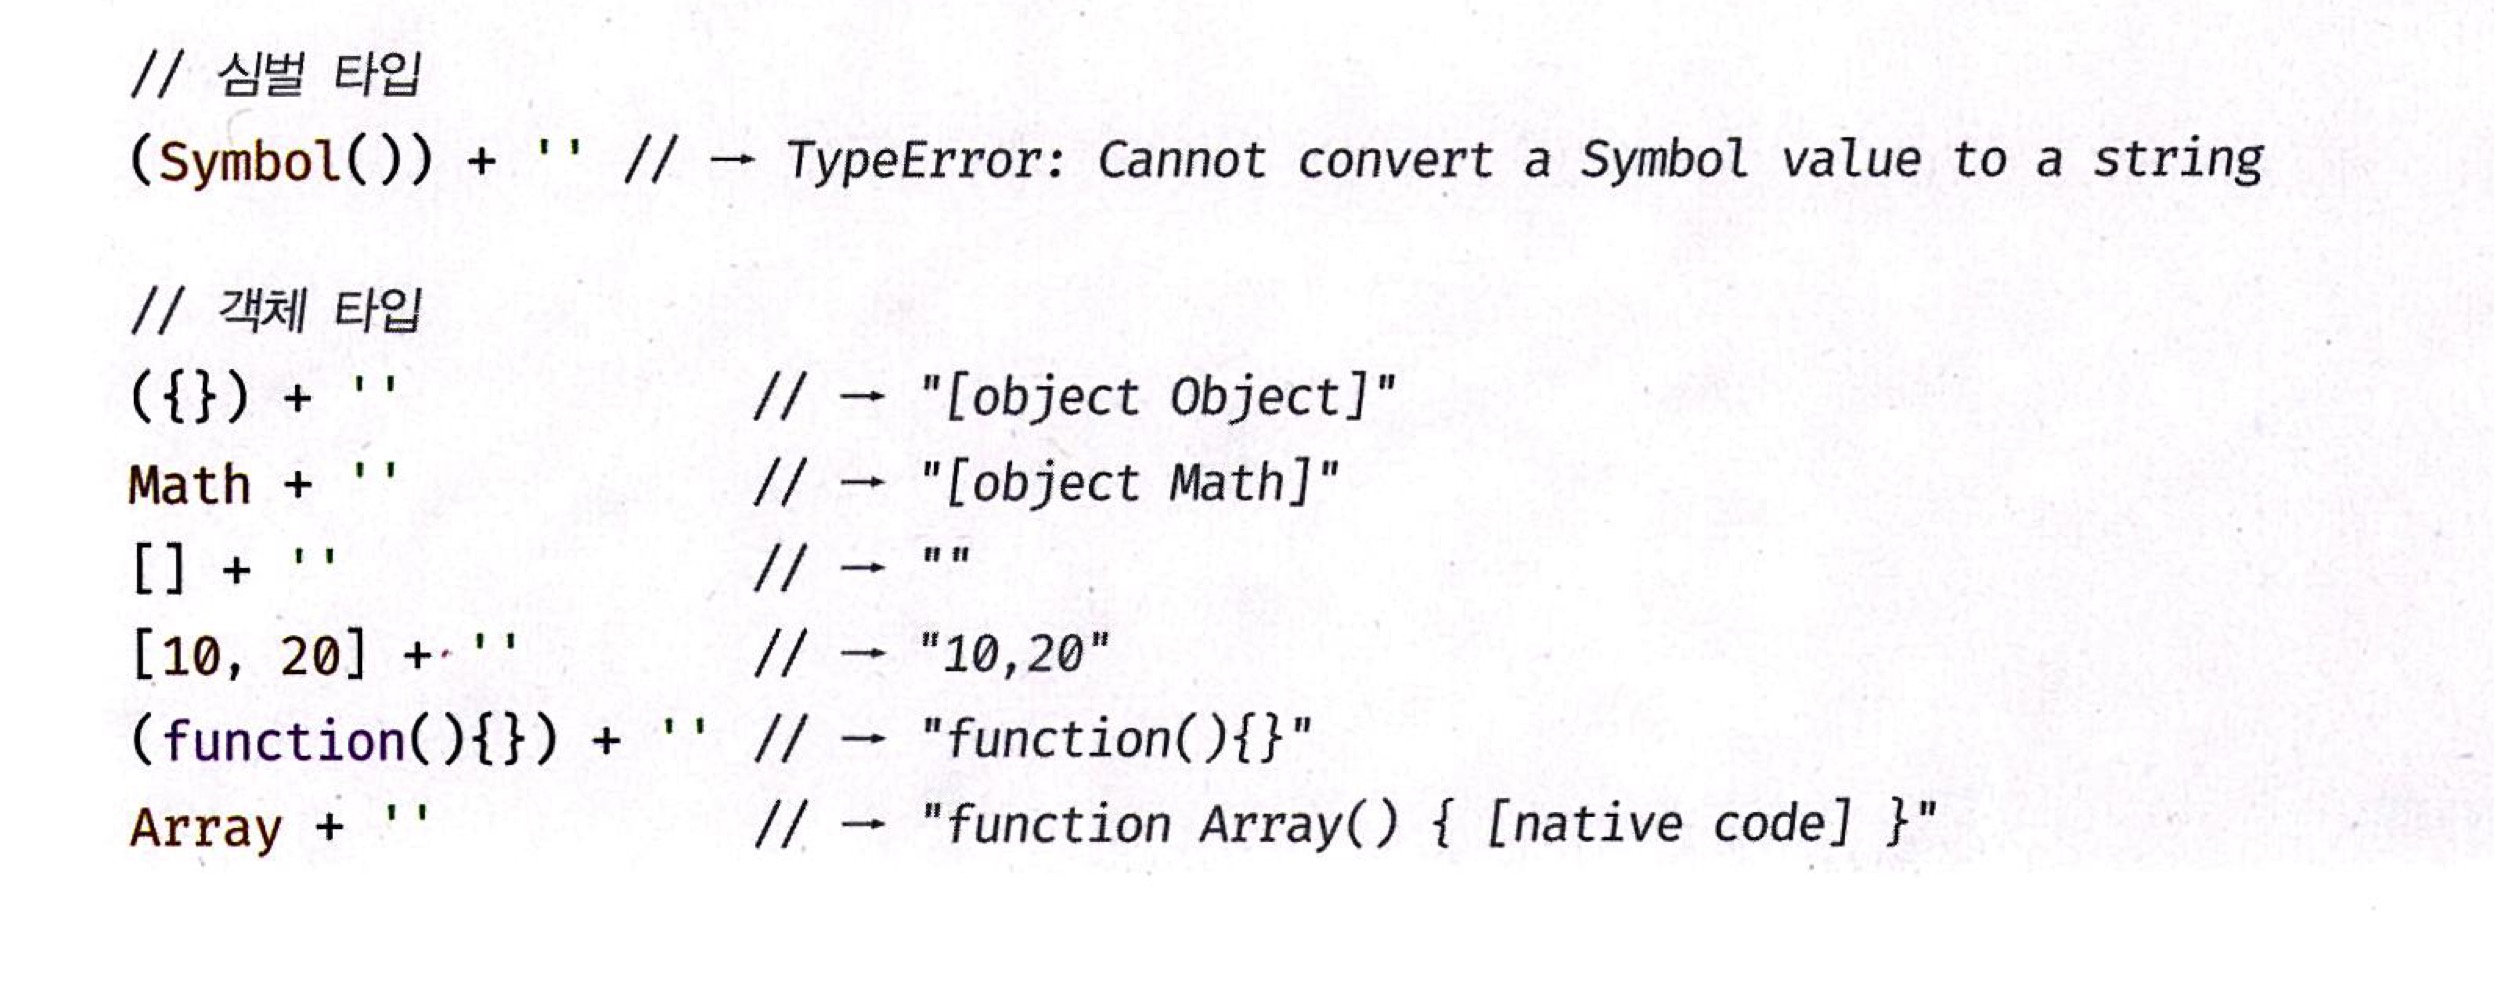 // 심벌 타입
(Symbol()) + '' // → TypeError: Cannot convert a Symbol value to a string
// 객체 타입
({}) + '' // → "[object Object]"
Math + '' // → "[object Math]"
[] + '' // → ""
[10, 20] + '' // → "10,20"
(function(){}) + '' // → "function(){}"
Array + '' // → "function Array() { [native code] }"